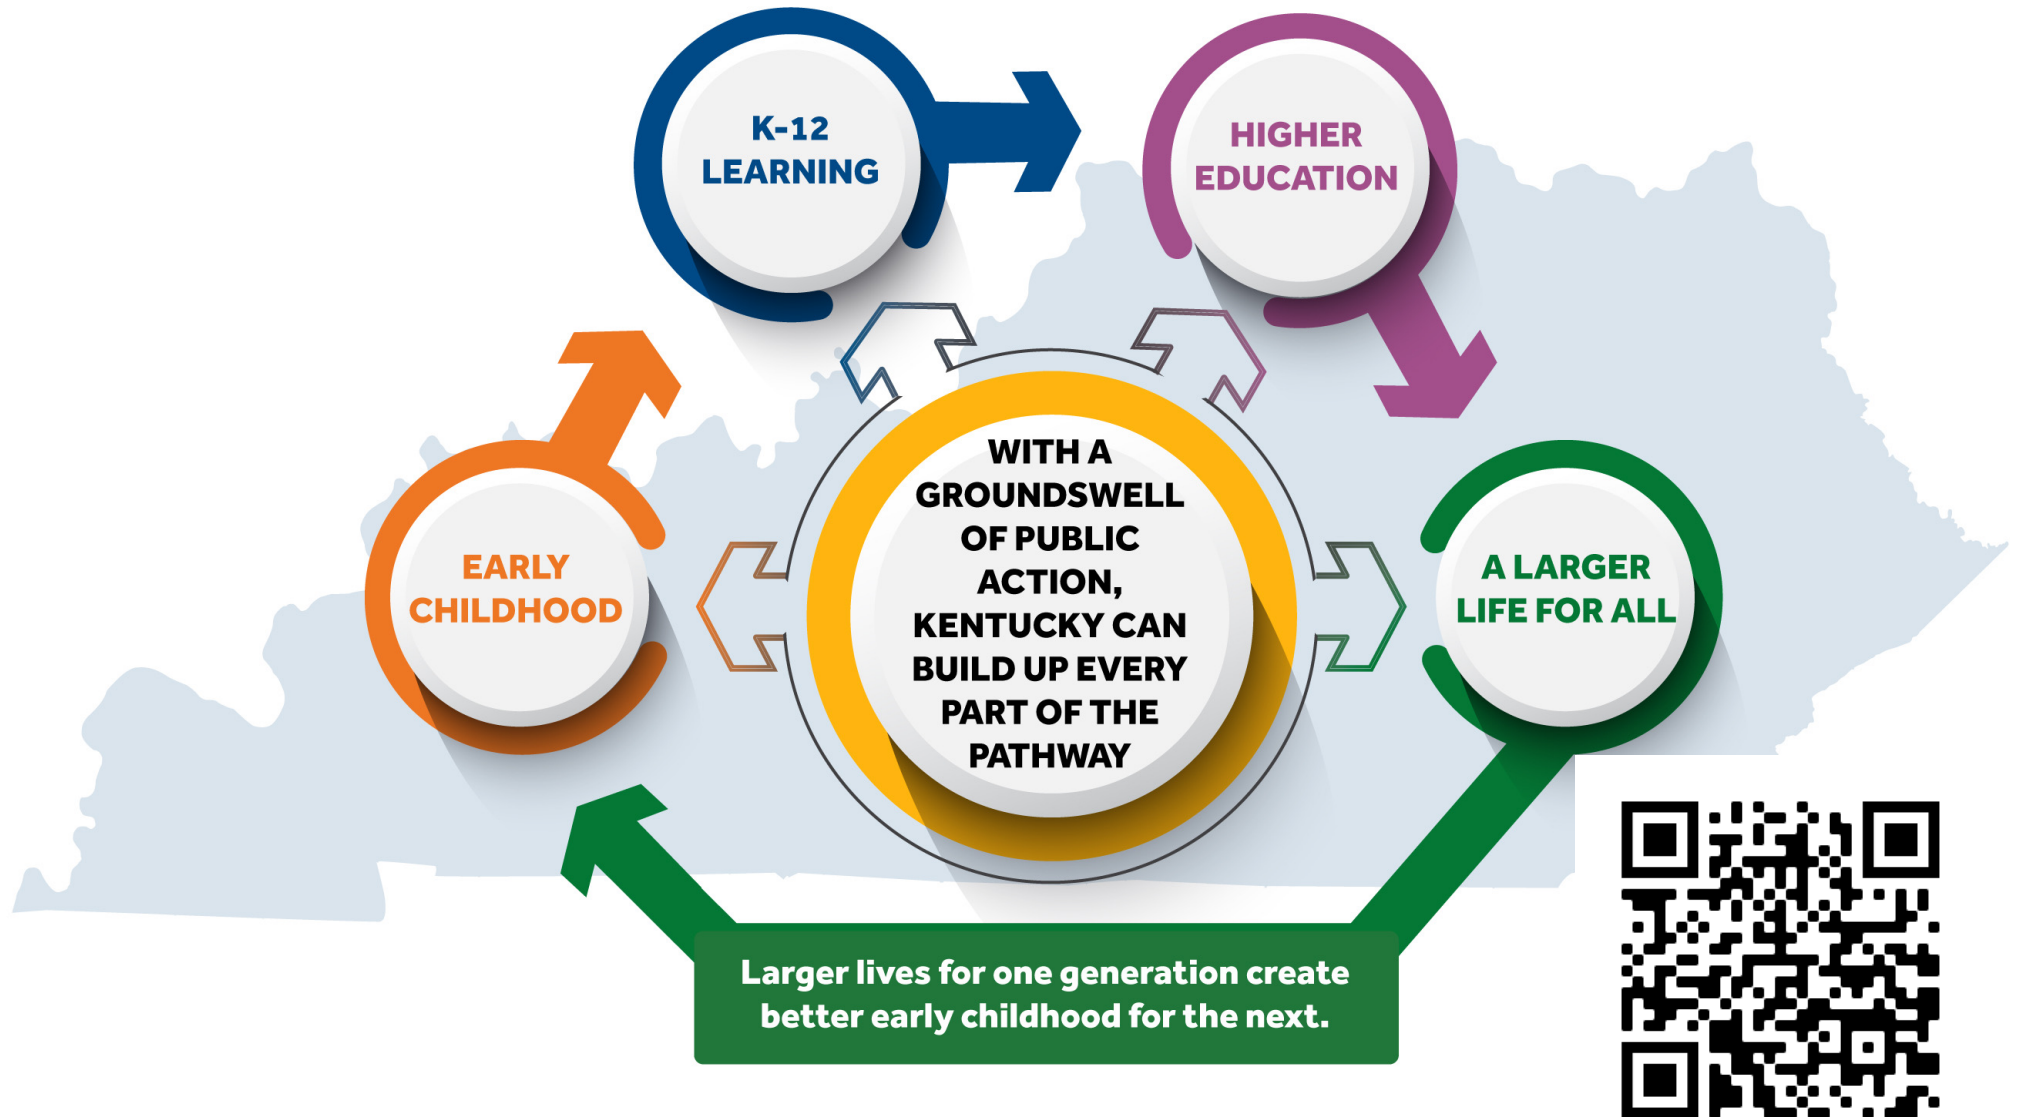 K-12
LEARNING
HIGHER
EDUCATION
EARLY
CHILDHOOD
WITH A
GROUNDSWELL
OF PUBLIC
ACTION,
KENTUCKY CAN
BUILD UP EVERY
PART OF THE
PATHWAY
A LARGER
LIFE FOR ALL
Larger lives for one generation create
better early childhood for the next.